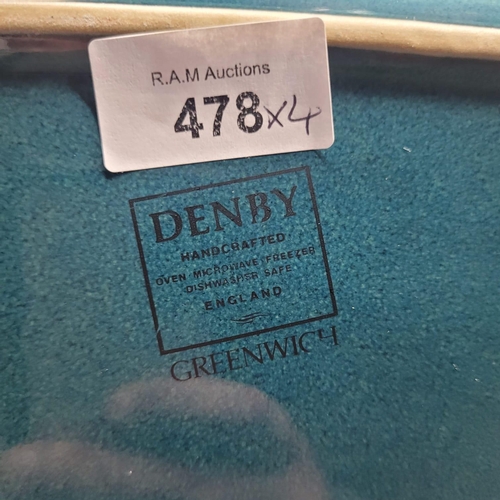 R.A.M Auctions
478x4
DENBY
HANDCRAFTED
OVEN MICROWAVE FREEZER
DISHWASHER SAFE
ENGLAND
GREENWICH